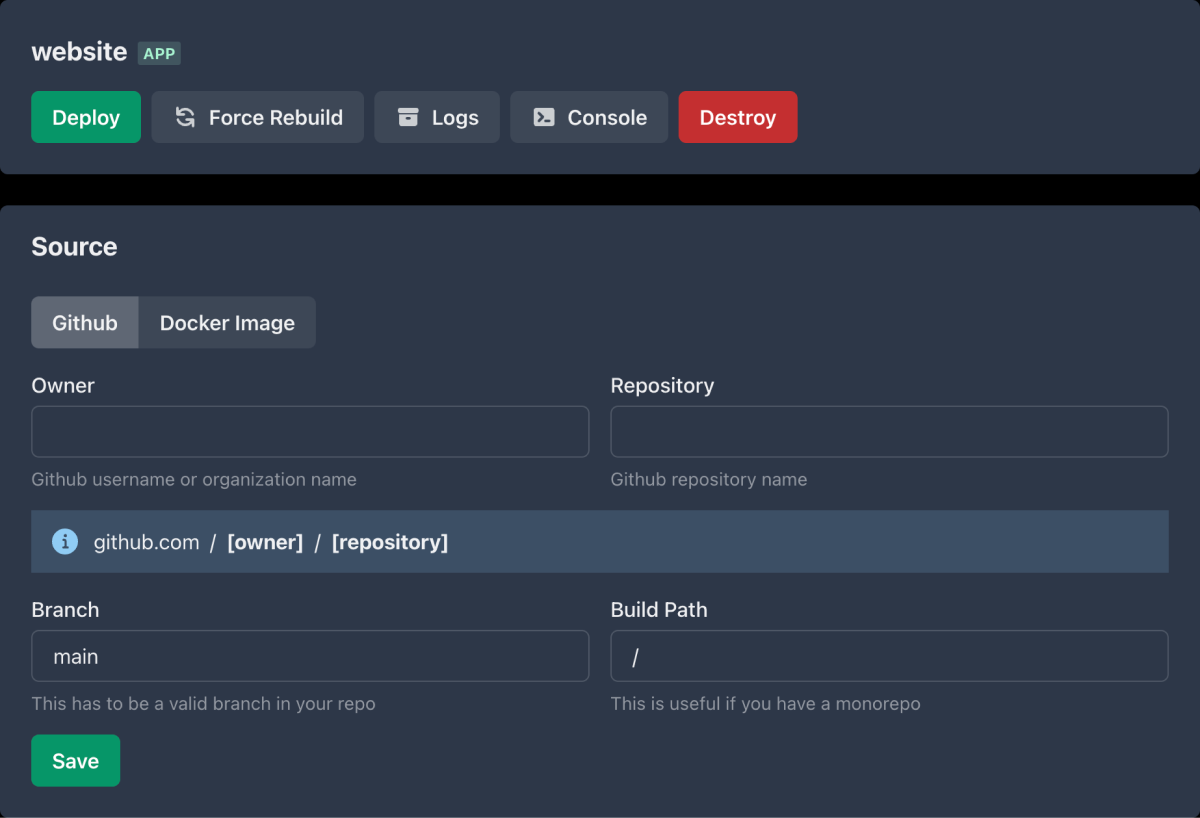 website APP
Deploy Force Rebuild Logs Console Destroy
Source
Github Docker Image
Owner Repository
Github username or organization name Github repository name
github.com / [owner] / [repository]
Branch Build Path
main /
This has to be a valid branch in your repo This is useful if you have a monorepo
Save